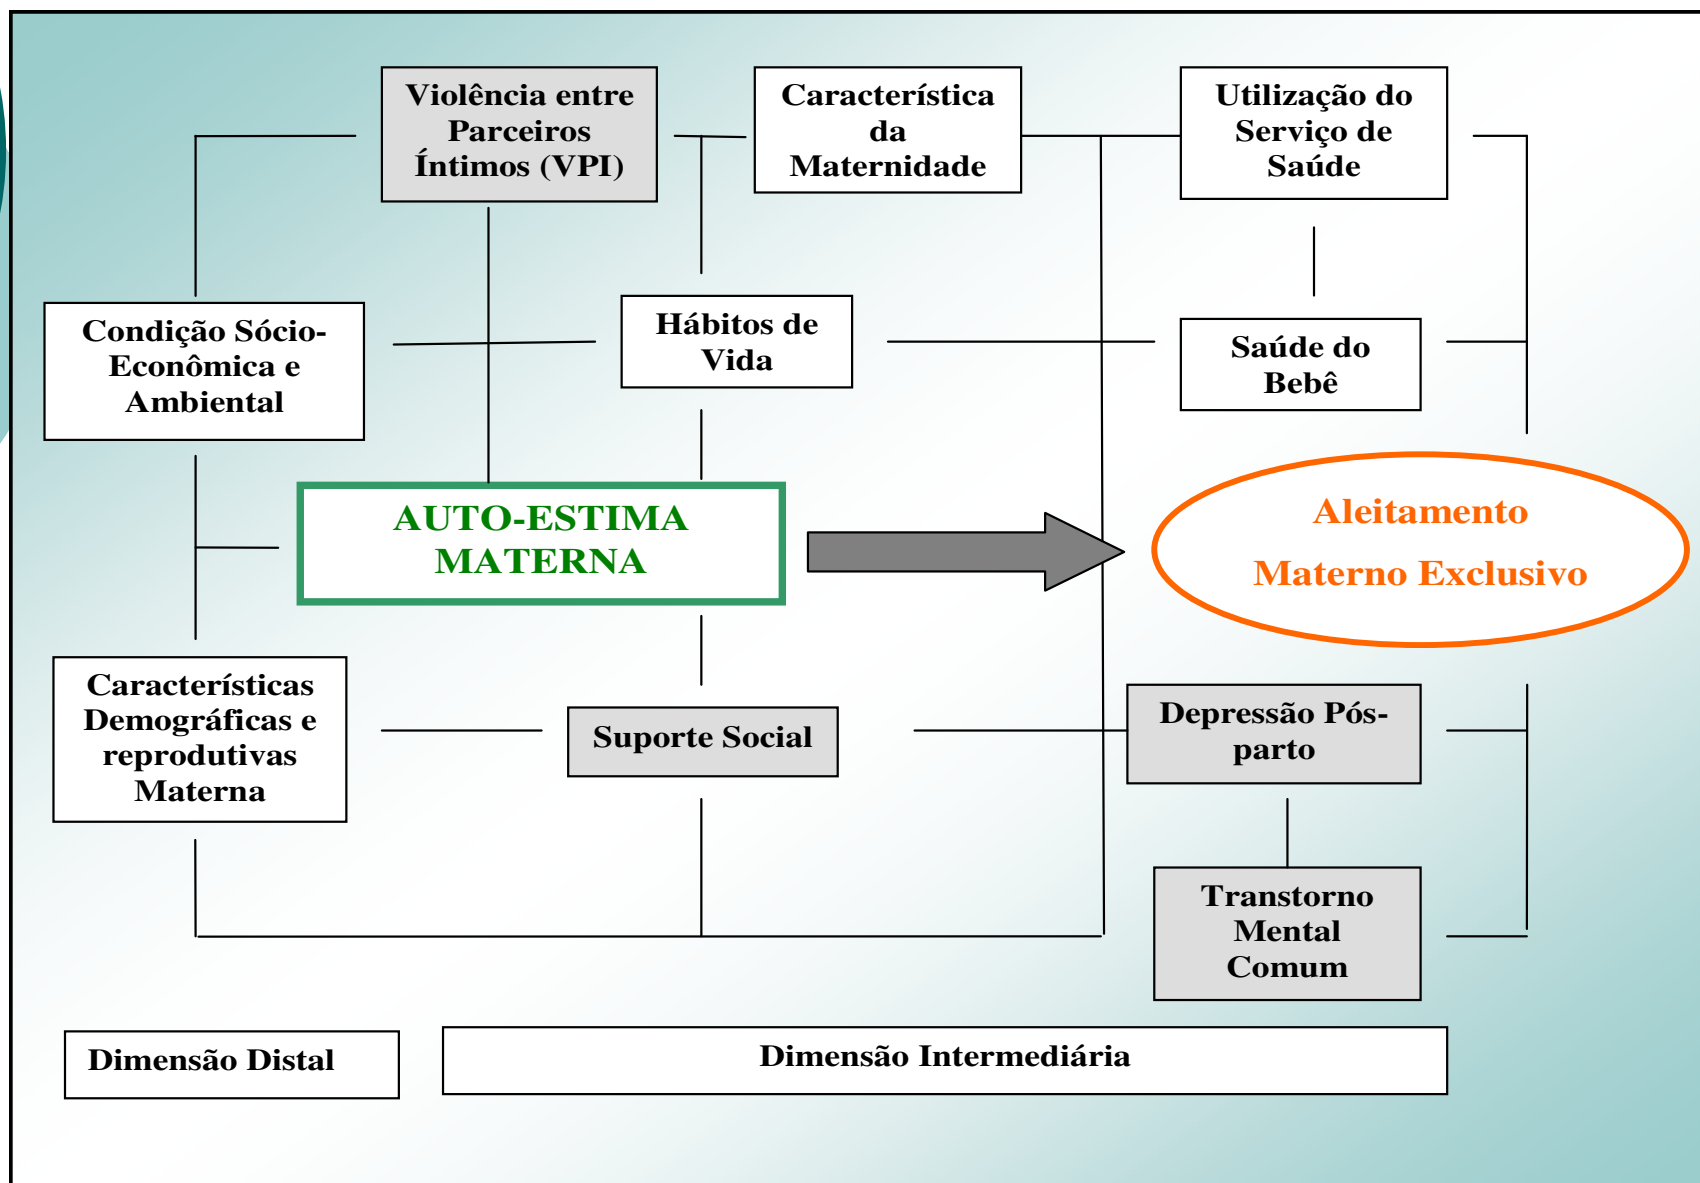 Violência entre
Parceiros
Íntimos (VPI)
Característica
da
Maternidade
Utilização do
Serviço de
Saúde
Condição Sócio-
Econômica e
Ambiental
Hábitos de
Vida
Saúde do
Bebê
AUTO-ESTIMA
MATERNA
Aleitamento
Materno Exclusivo
Características
Demográficas e
reprodutivas
Materna
Suporte Social
Depressão Pós-
parto
Transtorno
Mental
Comum
Dimensão Distal
Dimensão Intermediária